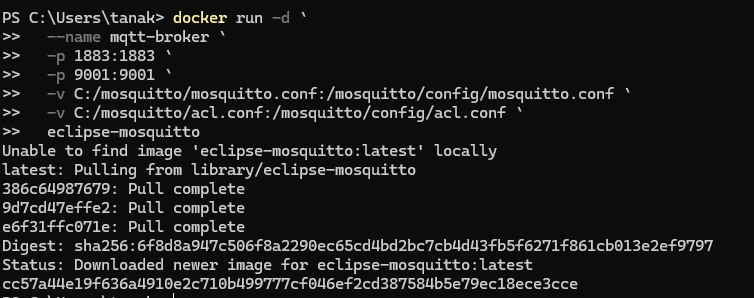 PS C:\Users\tanak> docker run -d `
>>   --name mqtt-broker `
>>   -p 1883:1883 `
>>   -p 9001:9001 `
>>   -v C:/mosquitto/mosquitto.conf:/mosquitto/config/mosquitto.conf `
>>   -v C:/mosquitto/acl.conf:/mosquitto/config/acl.conf `
>>   eclipse-mosquitto
Unable to find image 'eclipse-mosquitto:latest' locally
latest: Pulling from library/eclipse-mosquitto
386c64987679: Pull complete
9d7cd47effe2: Pull complete
e6f31ffc071e: Pull complete
Digest: sha256:6f8d8a947c506f8a2290ec65cd4bd2bc7cb4d43fb5f6271f861cb013e2ef9797
Status: Downloaded newer image for eclipse-mosquitto:latest
cc57a44e19f636a4910e2c710b499777cf046ef2cd387584b5e79ec18ece3cce